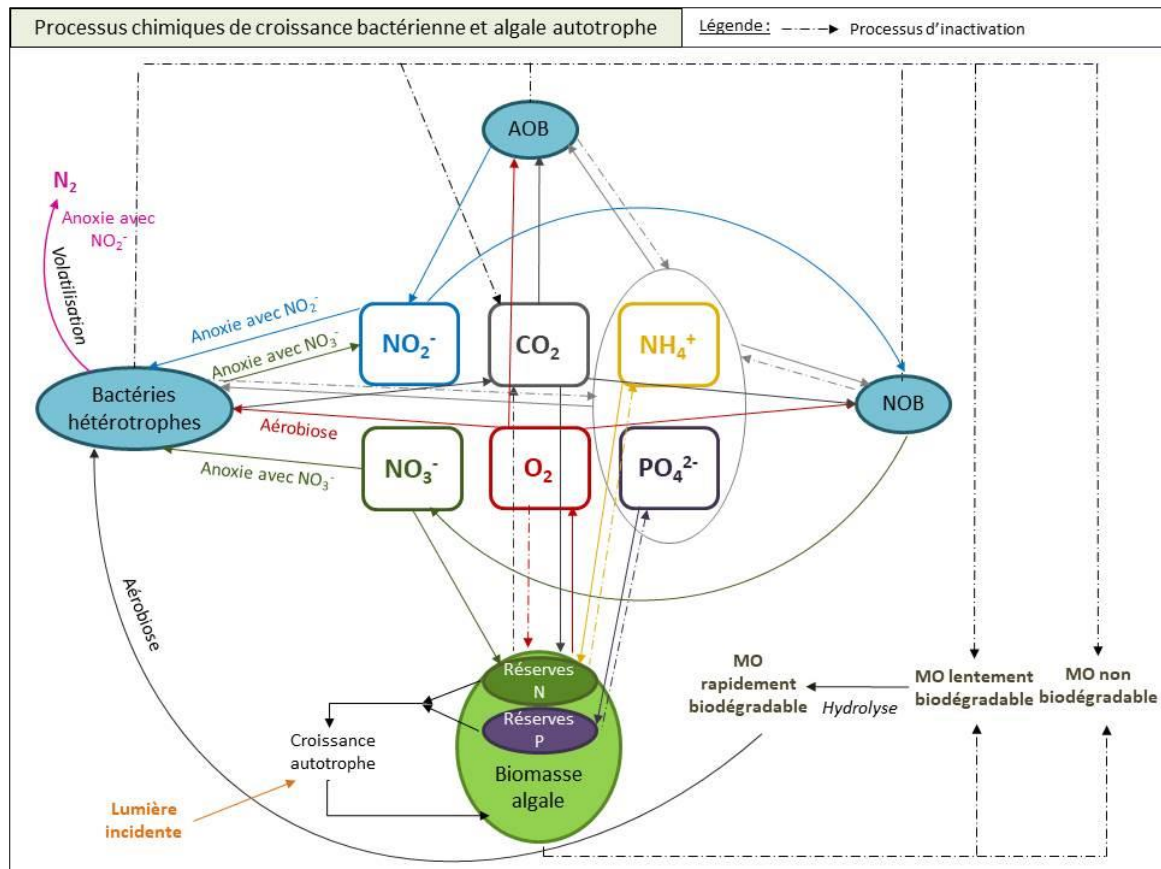 Processus chimiques de croissance bactérienne et algale autotrophe
Légende : Processus d'inactivation
AOB
N₂
Anoxie avec
NO₂⁻
Volatilisation
Anoxie avec NO₂⁻
Anoxie avec NO₃⁻
NO₂⁻
CO₂
NH₄⁺
Bactéries
hétérotrophes
NOB
Aérobiose
Anoxie avec NO₃⁻
NO₃⁻
O₂
PO₄²⁻
Aérobiose
Réserves
N
Réserves
P
Biomasse
algale
Croissance
autotrophe
Lumière
incidente
MO
rapidement
biodégradable
Hydrolyse
MO lentement
biodégradable
MO non
biodégradable